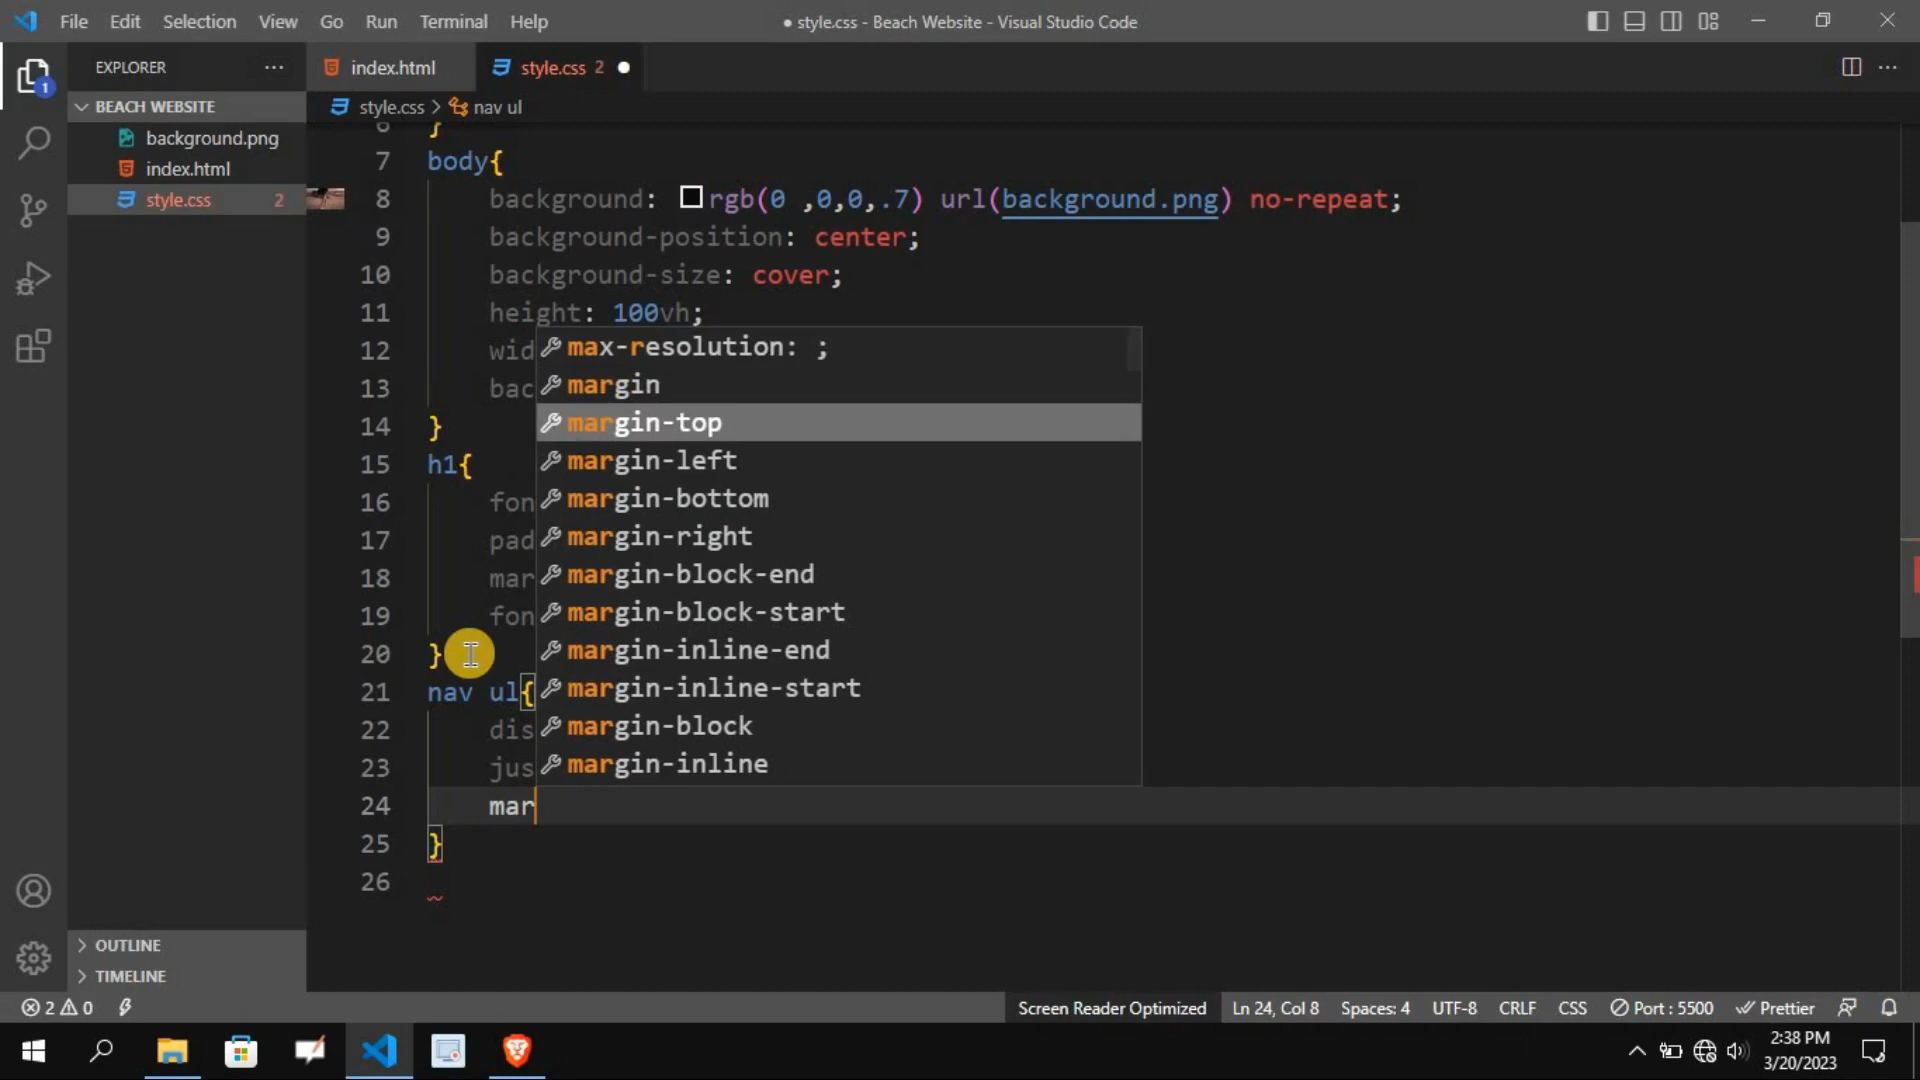 File Edit Selection View Go Run Terminal Help ● style.css - Beach Website - Visual Studio Code
EXPLORER ··· index.html style.css 2 ●
BEACH WEBSITE style.css > nav ul
background.png
index.html
style.css 2
6 }
7 body{
8 background: rgb(0 ,0,0,.7) url(background.png) no-repeat;
9 background-position: center;
10 background-size: cover;
11 height: 100vh;
12 wid
13 bac
14 }
15 h1{
16 fon
17 pad
18 mar
19 fon
20 }
21 nav ul{
22 dis
23 jus
24 mar
25 }
26
max-resolution: ;
margin
margin-top
margin-left
margin-bottom
margin-right
margin-block-end
margin-block-start
margin-inline-end
margin-inline-start
margin-block
margin-inline
1
OUTLINE
TIMELINE
2 0 Screen Reader Optimized Ln 24, Col 8 Spaces: 4 UTF-8 CRLF CSS Port : 5500 Prettier
2:38 PM
3/20/2023